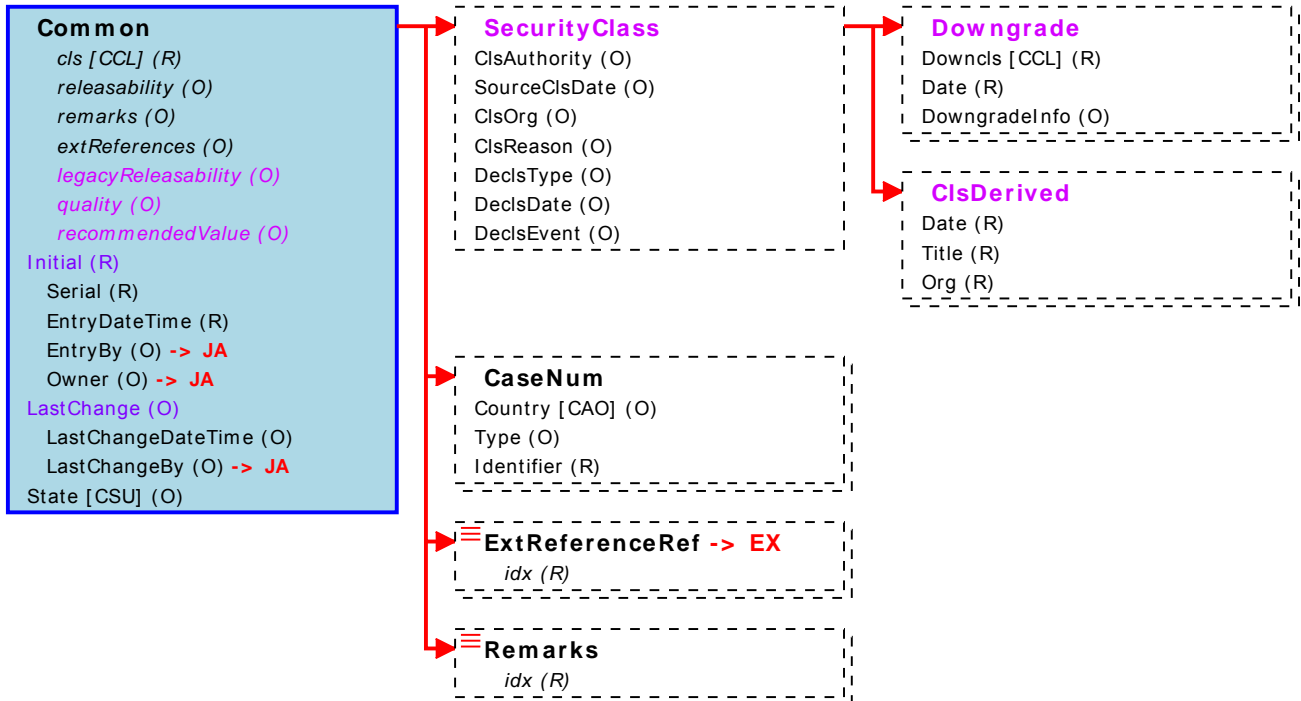 Common
cls [CCL] (R)
releasability (O)
remarks (O)
extReferences (O)
legacyReleasability (O)
quality (O)
recommendedValue (O)
Initial (R)
Serial (R)
EntryDateTime (R)
EntryBy (O) -> JA
Owner (O) -> JA
LastChange (O)
LastChangeDateTime (O)
LastChangeBy (O) -> JA
State [CSU] (O)
SecurityClass
ClsAuthority (O)
SourceClsDate (O)
ClsOrg (O)
ClsReason (O)
DeclsType (O)
DeclsDate (O)
DeclsEvent (O)
Downgrade
Downcls [CCL] (R)
Date (R)
DowngradeInfo (O)
ClsDerived
Date (R)
Title (R)
Org (R)
CaseNum
Country [CAO] (O)
Type (O)
Identifier (R)
ExtReferenceRef -> EX
idx (R)
Remarks
idx (R)